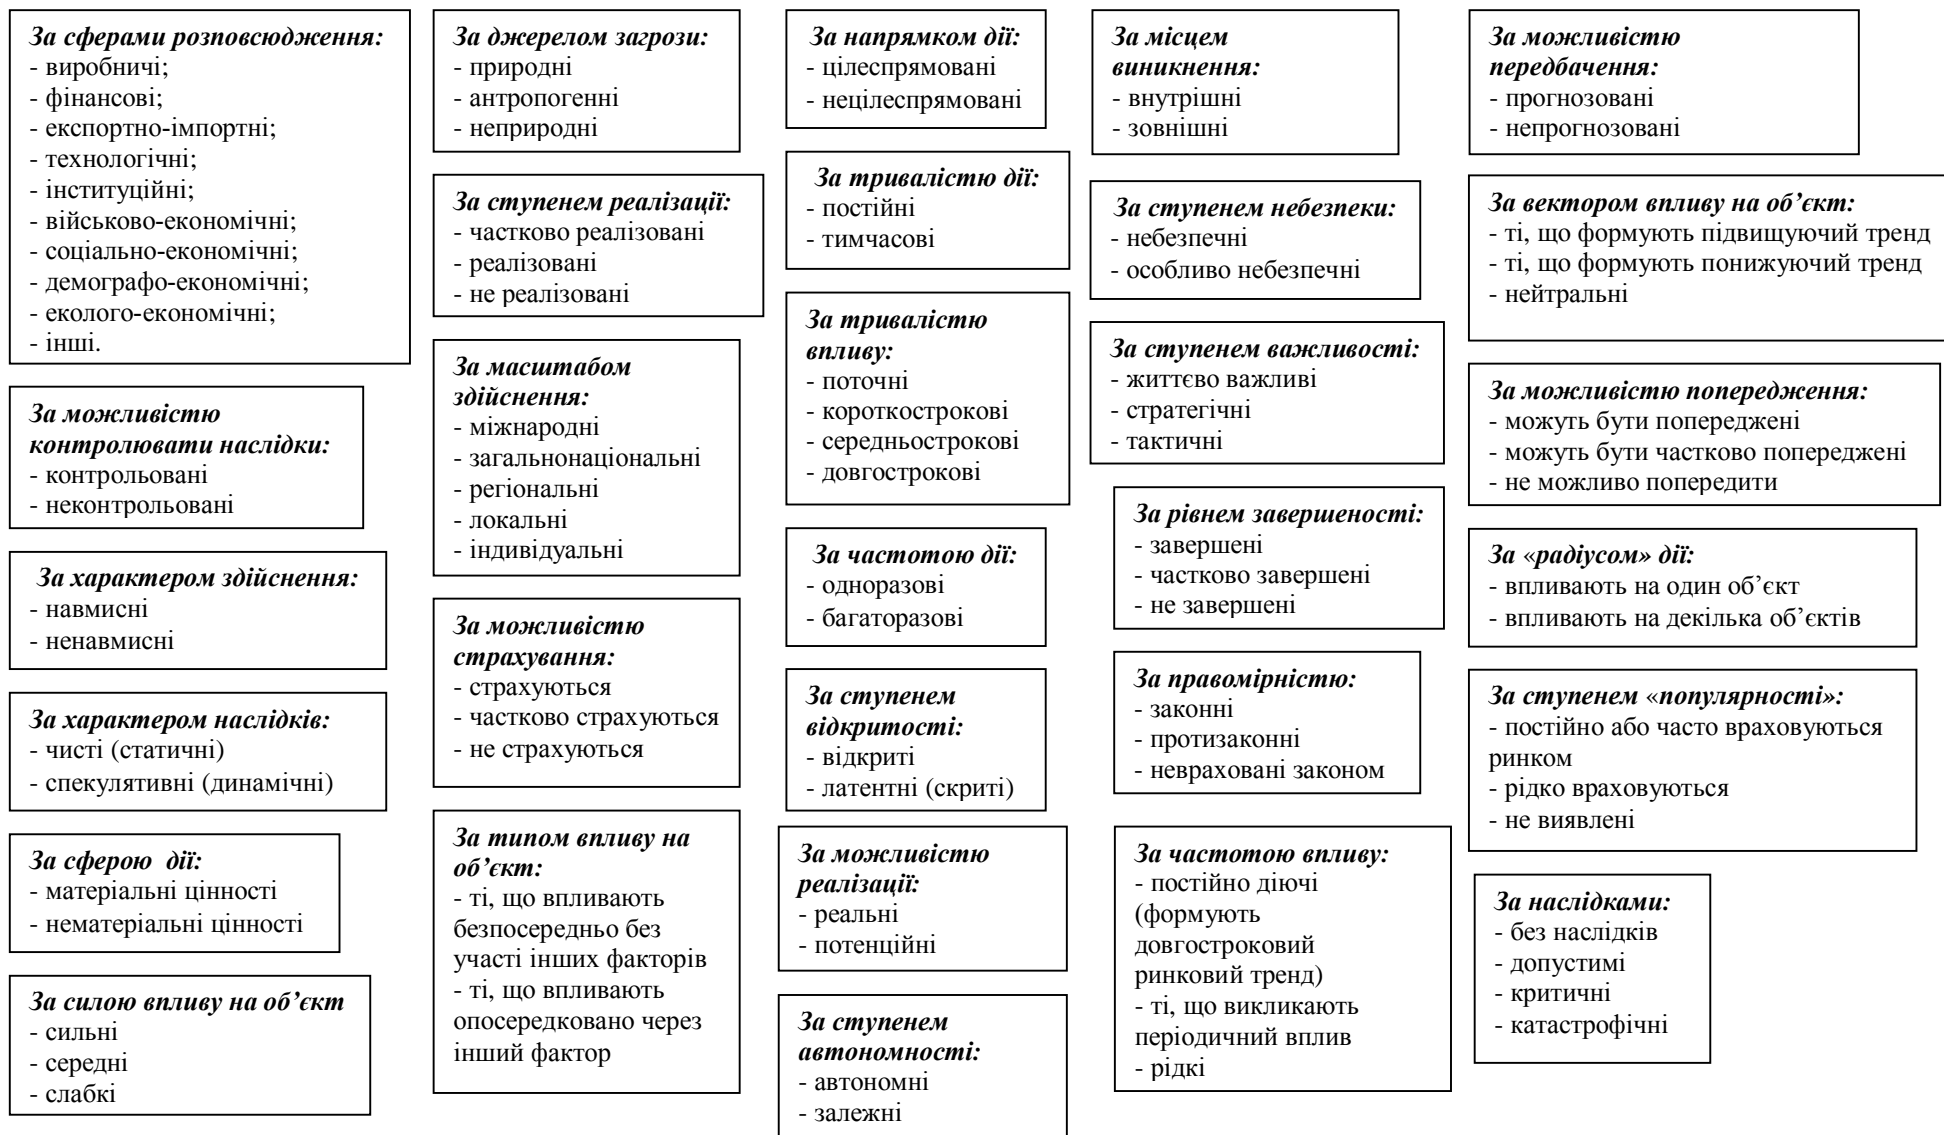 За сферами розповсюдження:
- виробничі;
- фінансові;
- експортно-імпортні;
- технологічні;
- інституційні;
- військово-економічні;
- соціально-економічні;
- демографо-економічні;
- еколого-економічні;
- інші.
За можливістю
контролювати наслідки:
- контрольовані
- неконтрольовані
За характером здійснення:
- навмисні
- ненавмисні
За характером наслідків:
- чисті (статичні)
- спекулятивні (динамічні)
За сферою дії:
- матеріальні цінності
- нематеріальні цінності
За силою впливу на об’єкт
- сильні
- середні
- слабкі
За джерелом загрози:
- природні
- антропогенні
- неприродні
За ступенем реалізації:
- частково реалізовані
- реалізовані
- не реалізовані
За масштабом
здійснення:
- міжнародні
- загальнонаціональні
- регіональні
- локальні
- індивідуальні
За можливістю
страхування:
- страхуються
- частково страхуються
- не страхуються
За типом впливу на
об’єкт:
- ті, що впливають
безпосередньо без
участі інших факторів
- ті, що впливають
опосередковано через
інший фактор
За напрямком дії:
- цілеспрямовані
- нецілеспрямовані
За тривалістю дії:
- постійні
- тимчасові
За тривалістю
впливу:
- поточні
- короткострокові
- середньострокові
- довгострокові
За частотою дії:
- одноразові
- багаторазові
За ступенем
відкритості:
- відкриті
- латентні (скриті)
За можливістю
реалізації:
- реальні
- потенційні
За ступенем
автономності:
- автономні
- залежні
За місцем
виникнення:
- внутрішні
- зовнішні
За ступенем небезпеки:
- небезпечні
- особливо небезпечні
За ступенем важливості:
- життєво важливі
- стратегічні
- тактичні
За рівнем завершеності:
- завершені
- частково завершені
- не завершені
За правомірністю:
- законні
- протизаконні
- невраховані законом
За частотою впливу:
- постійно діючі
(формують
довгостроковий
ринковий тренд)
- ті, що викликають
періодичний вплив
- рідкі
За можливістю
передбачення:
- прогнозовані
- непрогнозовані
За вектором впливу на об’єкт:
- ті, що формують підвищуючий тренд
- ті, що формують понижуючий тренд
- нейтральні
За можливістю попередження:
- можуть бути попереджені
- можуть бути частково попереджені
- не можливо попередити
За «радіусом» дії:
- впливають на один об’єкт
- впливають на декілька об’єктів
За ступенем «популярності»:
- постійно або часто враховуються
ринком
- рідко враховуються
- не виявлені
За наслідками:
- без наслідків
- допустимі
- критичні
- катастрофічні